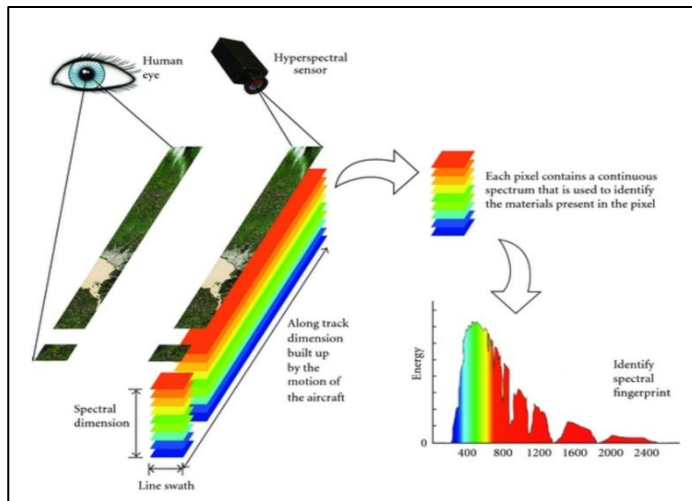 Human
eye
Hyperspectral
sensor
Each pixel contains a continuous
spectrum that is used to identify
the materials present in the pixel
Along track
dimension
built up
by the
motion of
the aircraft
Spectral
dimension
Line swath
Energy
Identify
spectral
fingerprint
0
400 800 1200 1600 2000 2400